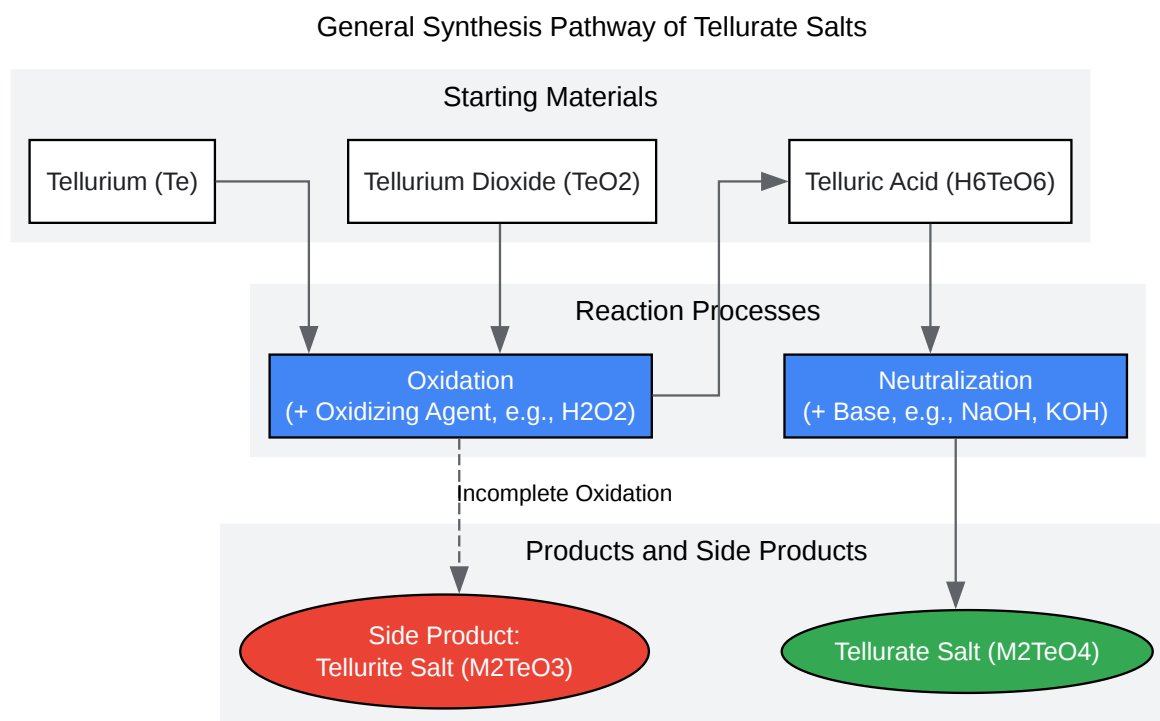 General Synthesis Pathway of Tellurate Salts
Starting Materials
Tellurium (Te)
Tellurium Dioxide (TeO2)
Telluric Acid (H6TeO6)
Reaction Processes
Oxidation
(+ Oxidizing Agent, e.g., H2O2)
Neutralization
(+ Base, e.g., NaOH, KOH)
Incomplete Oxidation
Products and Side Products
Side Product:
Tellurite Salt (M2TeO3)
Tellurate Salt (M2TeO4)